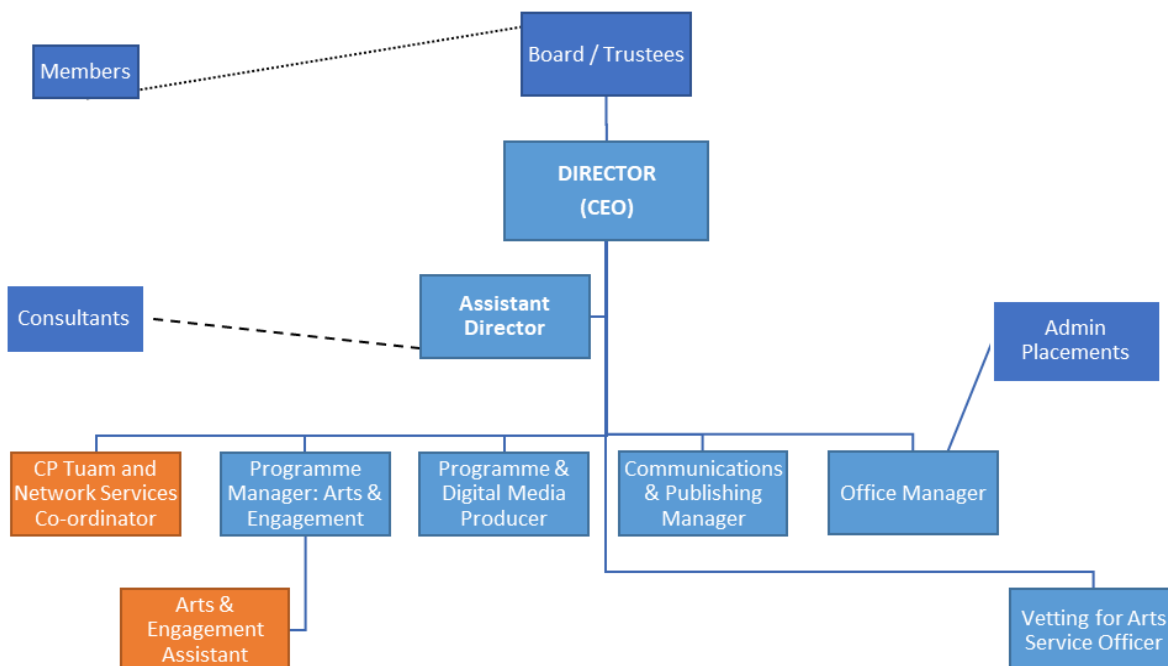 Members
Board / Trustees
DIRECTOR
(CEO)
Consultants
Assistant
Director
Admin
Placements
CP Tuam and
Network Services
Co-ordinator
Programme
Manager: Arts &
Engagement
Programme &
Digital Media
Producer
Communications
& Publishing
Manager
Office Manager
Arts &
Engagement
Assistant
Vetting for Arts
Service Officer